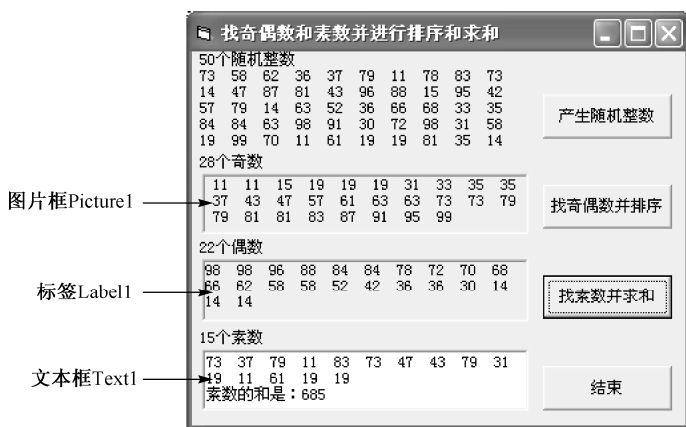 找奇偶数和素数并进行排序和求和
50个随机整数
73 58 62 36 37 79 11 78 83 73
14 47 87 81 43 96 88 15 95 42
57 79 14 63 52 36 66 68 33 35
84 84 63 98 91 30 72 98 31 58
19 99 70 11 61 19 19 81 35 14
产生随机整数
28个奇数
11 11 15 19 19 19 31 33 35 35
37 43 47 57 61 63 63 73 73 79
79 81 81 83 87 91 95 99
图片框Picture1
找奇偶数并排序
22个偶数
98 98 96 88 84 84 78 72 70 68
66 62 58 58 52 42 36 36 30 14
14 14
标签Label1
找素数并求和
15个素数
73 37 79 11 83 73 47 43 79 31
19 11 61 19 19
素数的和是：685
文本框Text1
结束